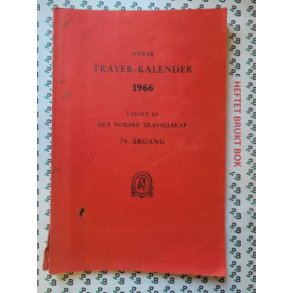 NORSK
TRAVER-KALENDER
1966
UTGITT AV
DET NORSKE TRAVSELSKAP
79. ÅRGANG
HEFTET BRUKT BOK